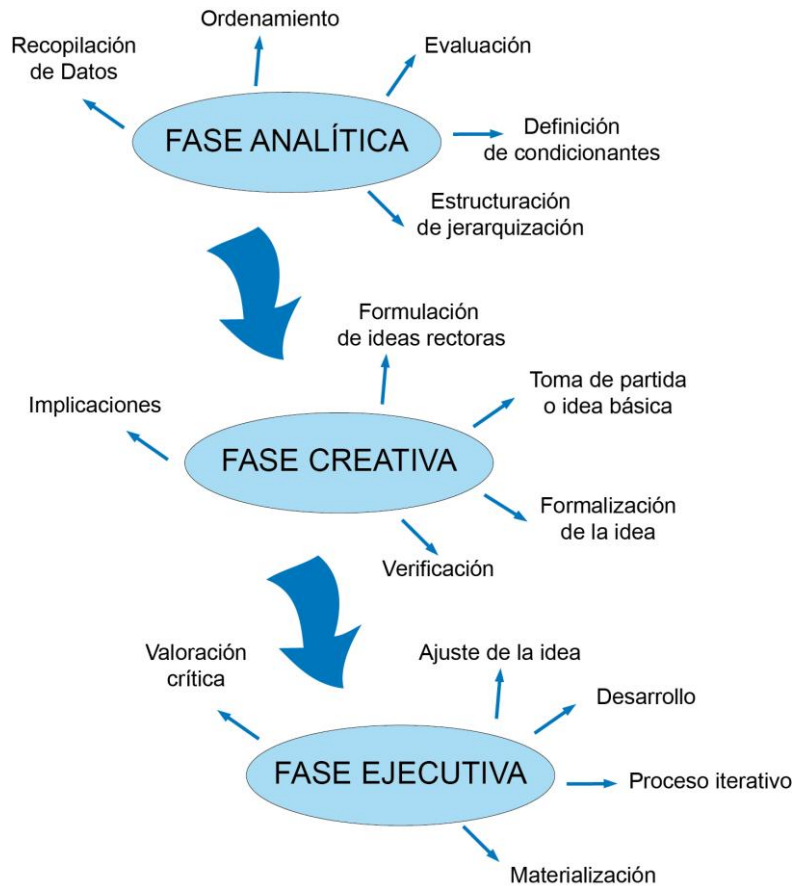 Ordenamiento
Recopilación
de Datos
Evaluación
FASE ANALÍTICA
Definición
de condicionantes
Estructuración
de jerarquización
Formulación
de ideas rectoras
Implicaciones
Toma de partida
o idea básica
FASE CREATIVA
Formalización
de la idea
Verificación
Valoración
crítica
Ajuste de la idea
Desarrollo
FASE EJECUTIVA
Proceso iterativo
Materialización